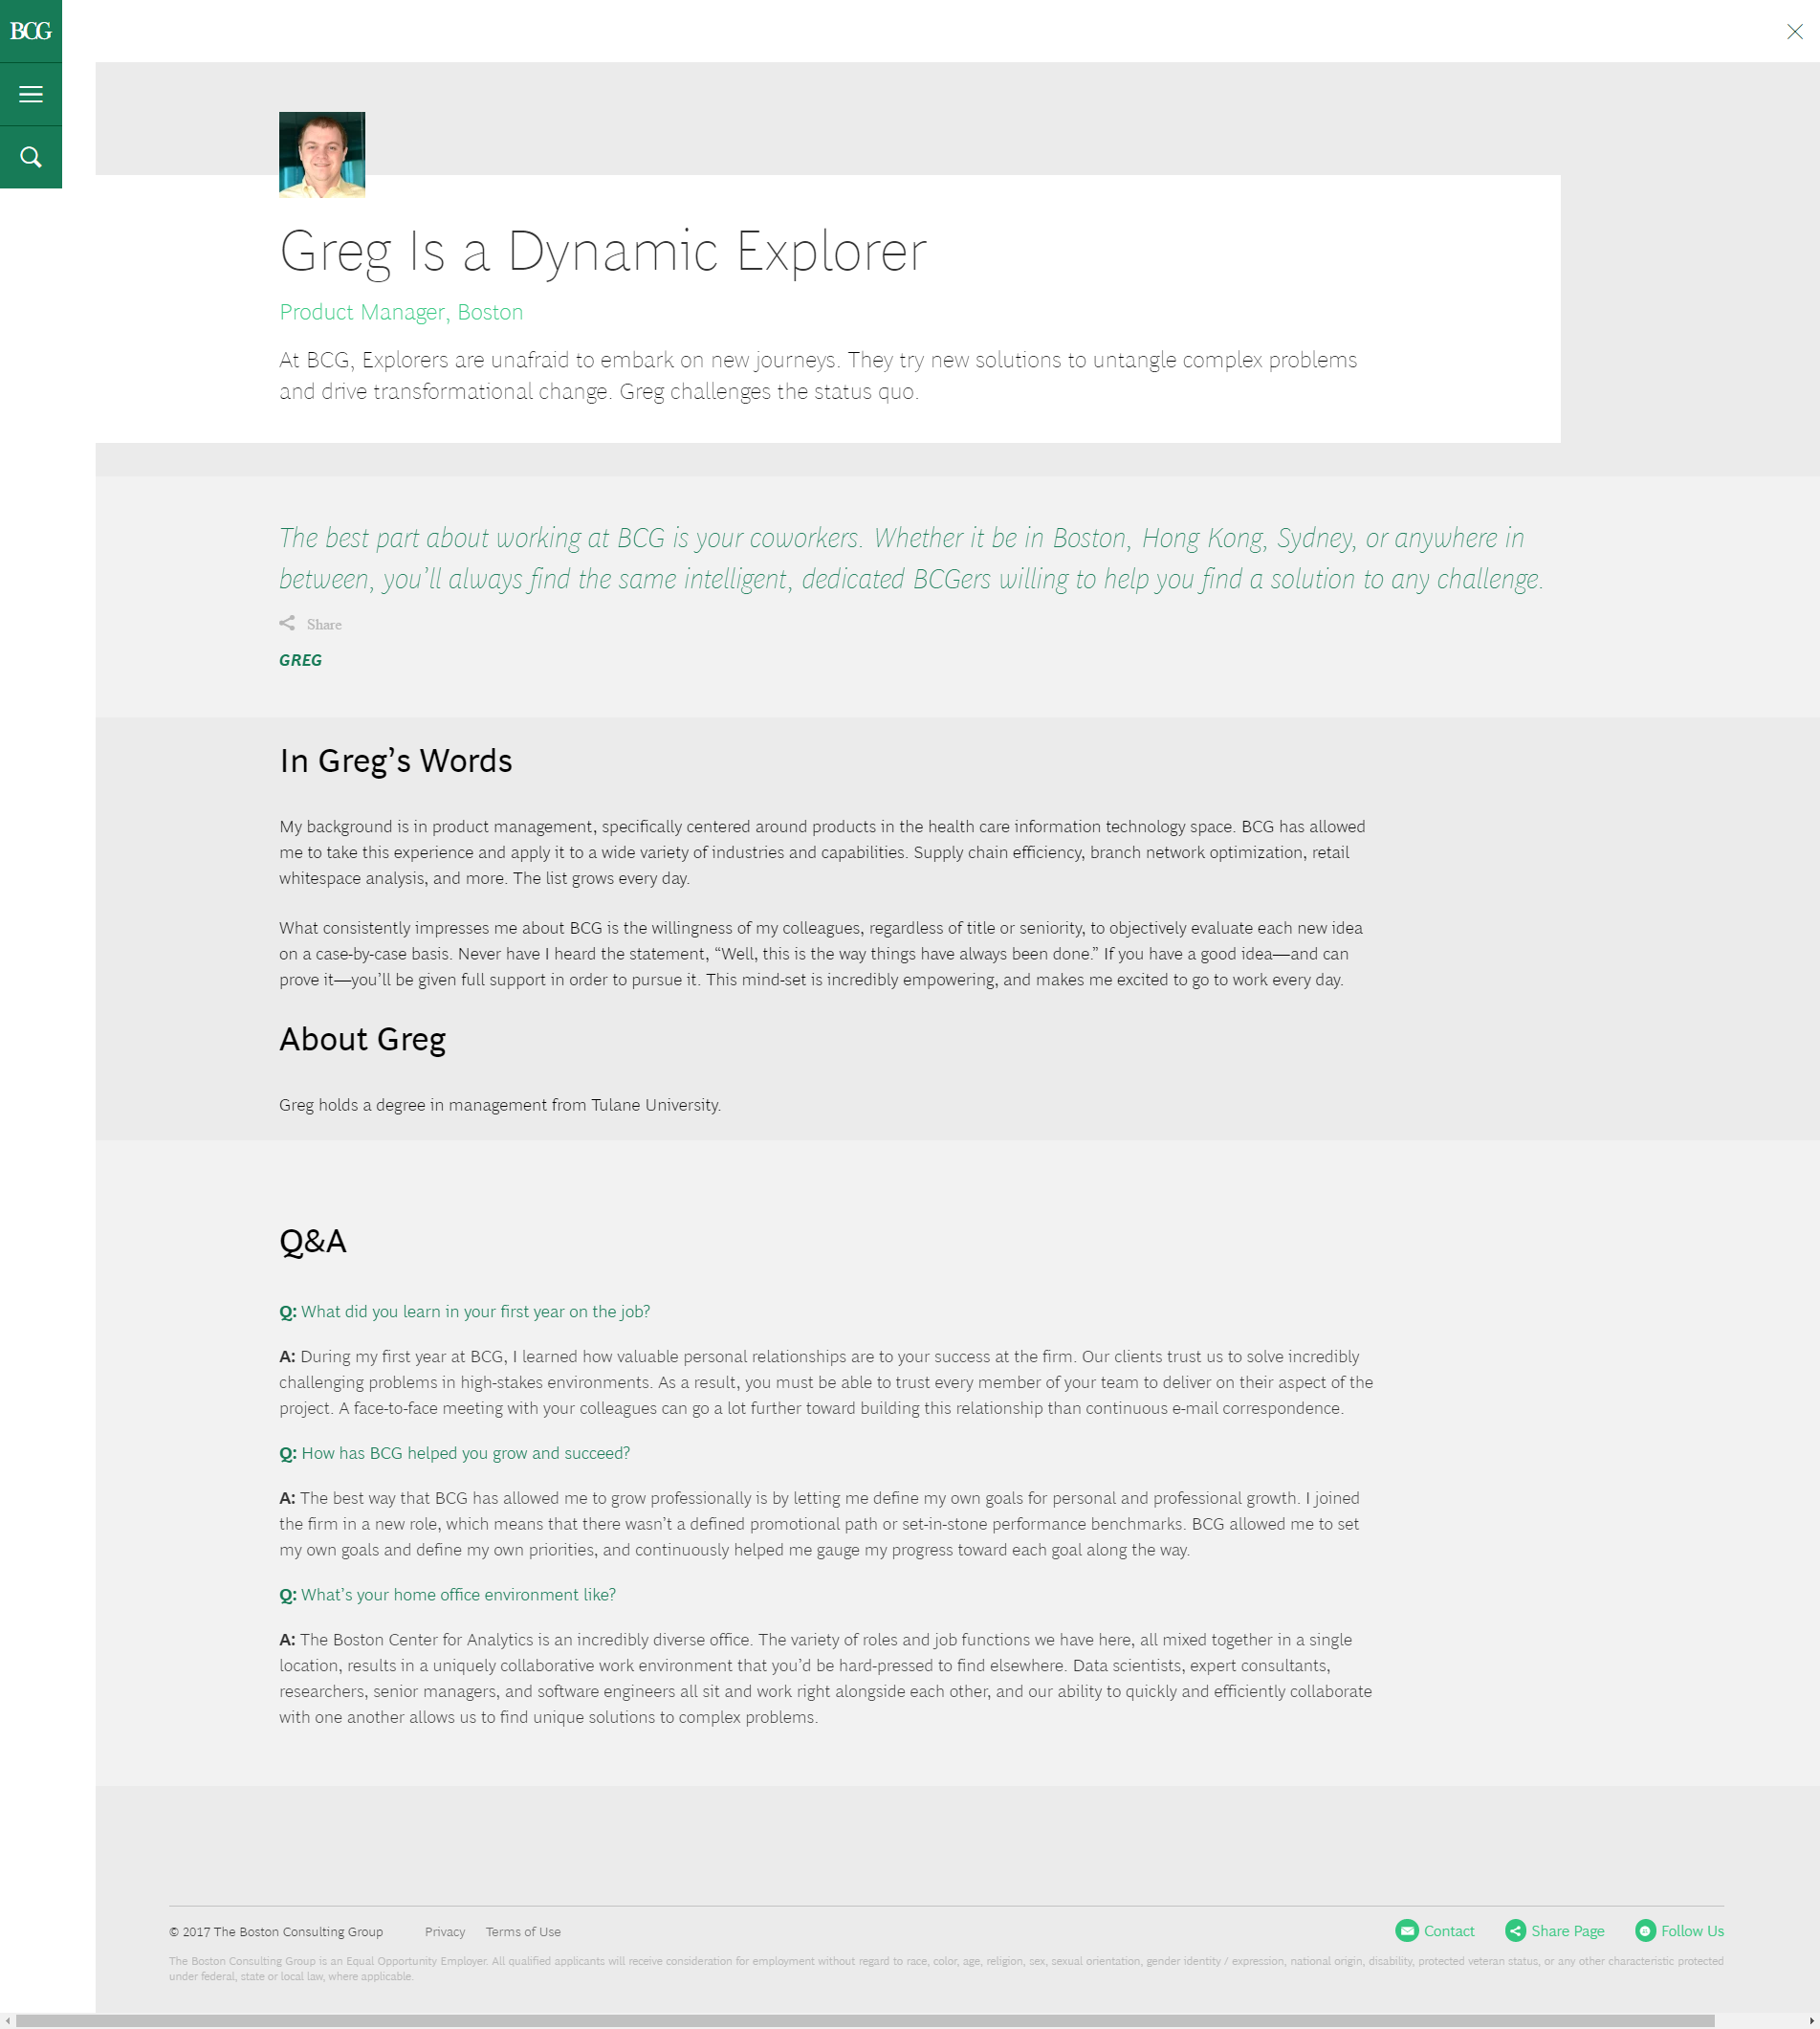 BCG
Greg Is a Dynamic Explorer
Product Manager, Boston
At BCG, Explorers are unafraid to embark on new journeys. They try new solutions to untangle complex problems
and drive transformational change. Greg challenges the status quo.
The best part about working at BCG is your coworkers. Whether it be in Boston, Hong Kong, Sydney, or anywhere in
between, you’ll always find the same intelligent, dedicated BCGers willing to help you find a solution to any challenge.
Share
GREG
In Greg’s Words
My background is in product management, specifically centered around products in the health care information technology space. BCG has allowed
me to take this experience and apply it to a wide variety of industries and capabilities. Supply chain efficiency, branch network optimization, retail
whitespace analysis, and more. The list grows every day.
What consistently impresses me about BCG is the willingness of my colleagues, regardless of title or seniority, to objectively evaluate each new idea
on a case-by-case basis. Never have I heard the statement, “Well, this is the way things have always been done.” If you have a good idea—and can
prove it—you’ll be given full support in order to pursue it. This mind-set is incredibly empowering, and makes me excited to go to work every day.
About Greg
Greg holds a degree in management from Tulane University.
Q&A
Q: What did you learn in your first year on the job?
A: During my first year at BCG, I learned how valuable personal relationships are to your success at the firm. Our clients trust us to solve incredibly
challenging problems in high-stakes environments. As a result, you must be able to trust every member of your team to deliver on their aspect of the
project. A face-to-face meeting with your colleagues can go a lot further toward building this relationship than continuous e-mail correspondence.
Q: How has BCG helped you grow and succeed?
A: The best way that BCG has allowed me to grow professionally is by letting me define my own goals for personal and professional growth. I joined
the firm in a new role, which means that there wasn’t a defined promotional path or set-in-stone performance benchmarks. BCG allowed me to set
my own goals and define my own priorities, and continuously helped me gauge my progress toward each goal along the way.
Q: What’s your home office environment like?
A: The Boston Center for Analytics is an incredibly diverse office. The variety of roles and job functions we have here, all mixed together in a single
location, results in a uniquely collaborative work environment that you’d be hard-pressed to find elsewhere. Data scientists, expert consultants,
researchers, senior managers, and software engineers all sit and work right alongside each other, and our ability to quickly and efficiently collaborate
with one another allows us to find unique solutions to complex problems.
© 2017 The Boston Consulting Group Privacy Terms of Use Contact Share Page Follow Us
The Boston Consulting Group is an Equal Opportunity Employer. All qualified applicants will receive consideration for employment without regard to race, color, age, religion, sex, sexual orientation, gender identity / expression, national origin, disability, protected veteran status, or any other characteristic protected
under federal, state or local law, where applicable.